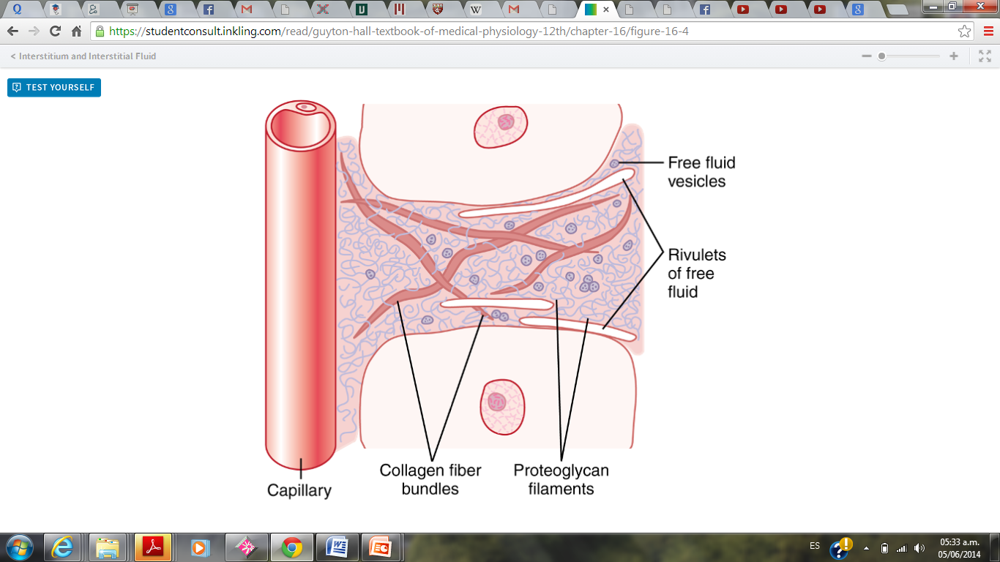 https://studentconsult.inkling.com/read/guyton-hall-textbook-of-medical-physiology-12th/chapter-16/figure-16-4
< Interstitium and Interstitial Fluid
TEST YOURSELF
Free fluid
vesicles
Rivulets
of free
fluid
Collagen fiber
bundles
Proteoglycan
filaments
Capillary
ES
05:33 a.m.
05/06/2014